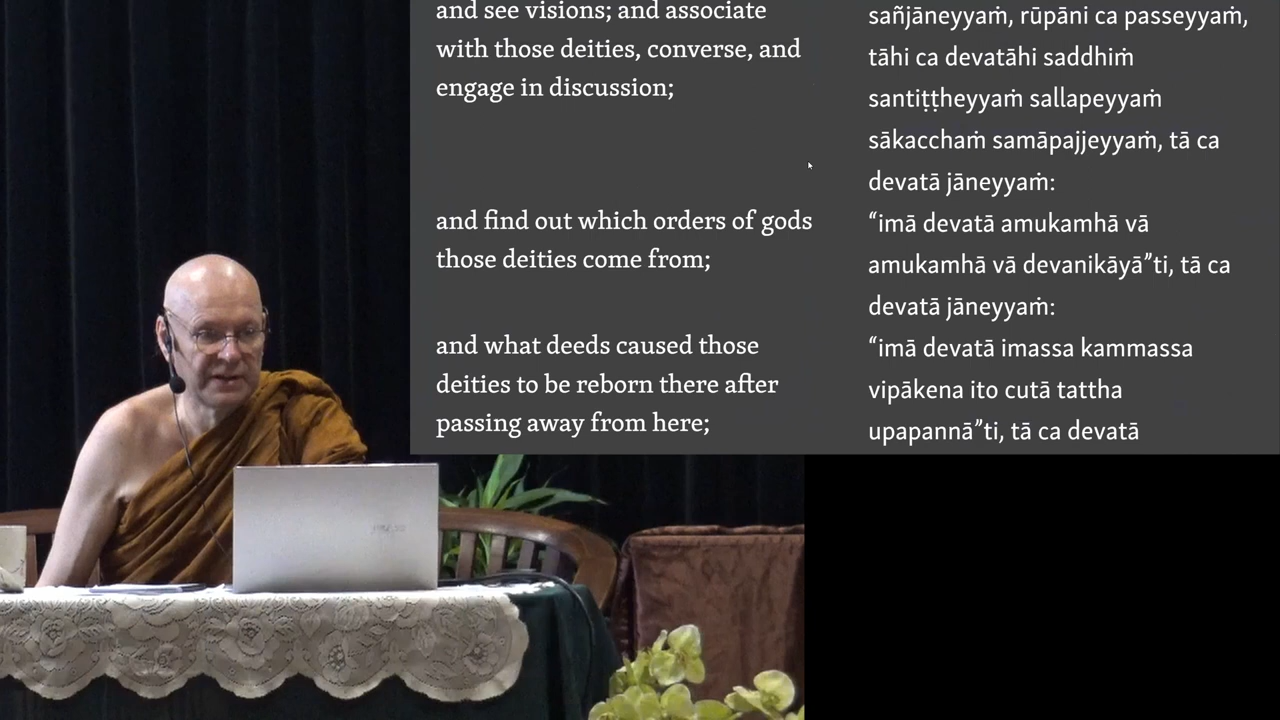 and see visions; and associate
with those deities, converse, and
engage in discussion;
and find out which orders of gods
those deities come from;
and what deeds caused those
deities to be reborn there after
passing away from here;
sañjāneyyaṁ, rūpāni ca passeyyaṁ,
tāhi ca devatāhi saddhiṁ
santiṭṭheyyaṁ sallapeyyaṁ
sākacchaṁ samāpajjeyyaṁ, tā ca
devatā jāneyyaṁ:
“imā devatā amukamhā vā
amukamhā vā devanikāyā”ti, tā ca
devatā jāneyyaṁ:
“imā devatā imassa kammassa
vipākena ito cutā tattha
upapannā”ti, tā ca devatā